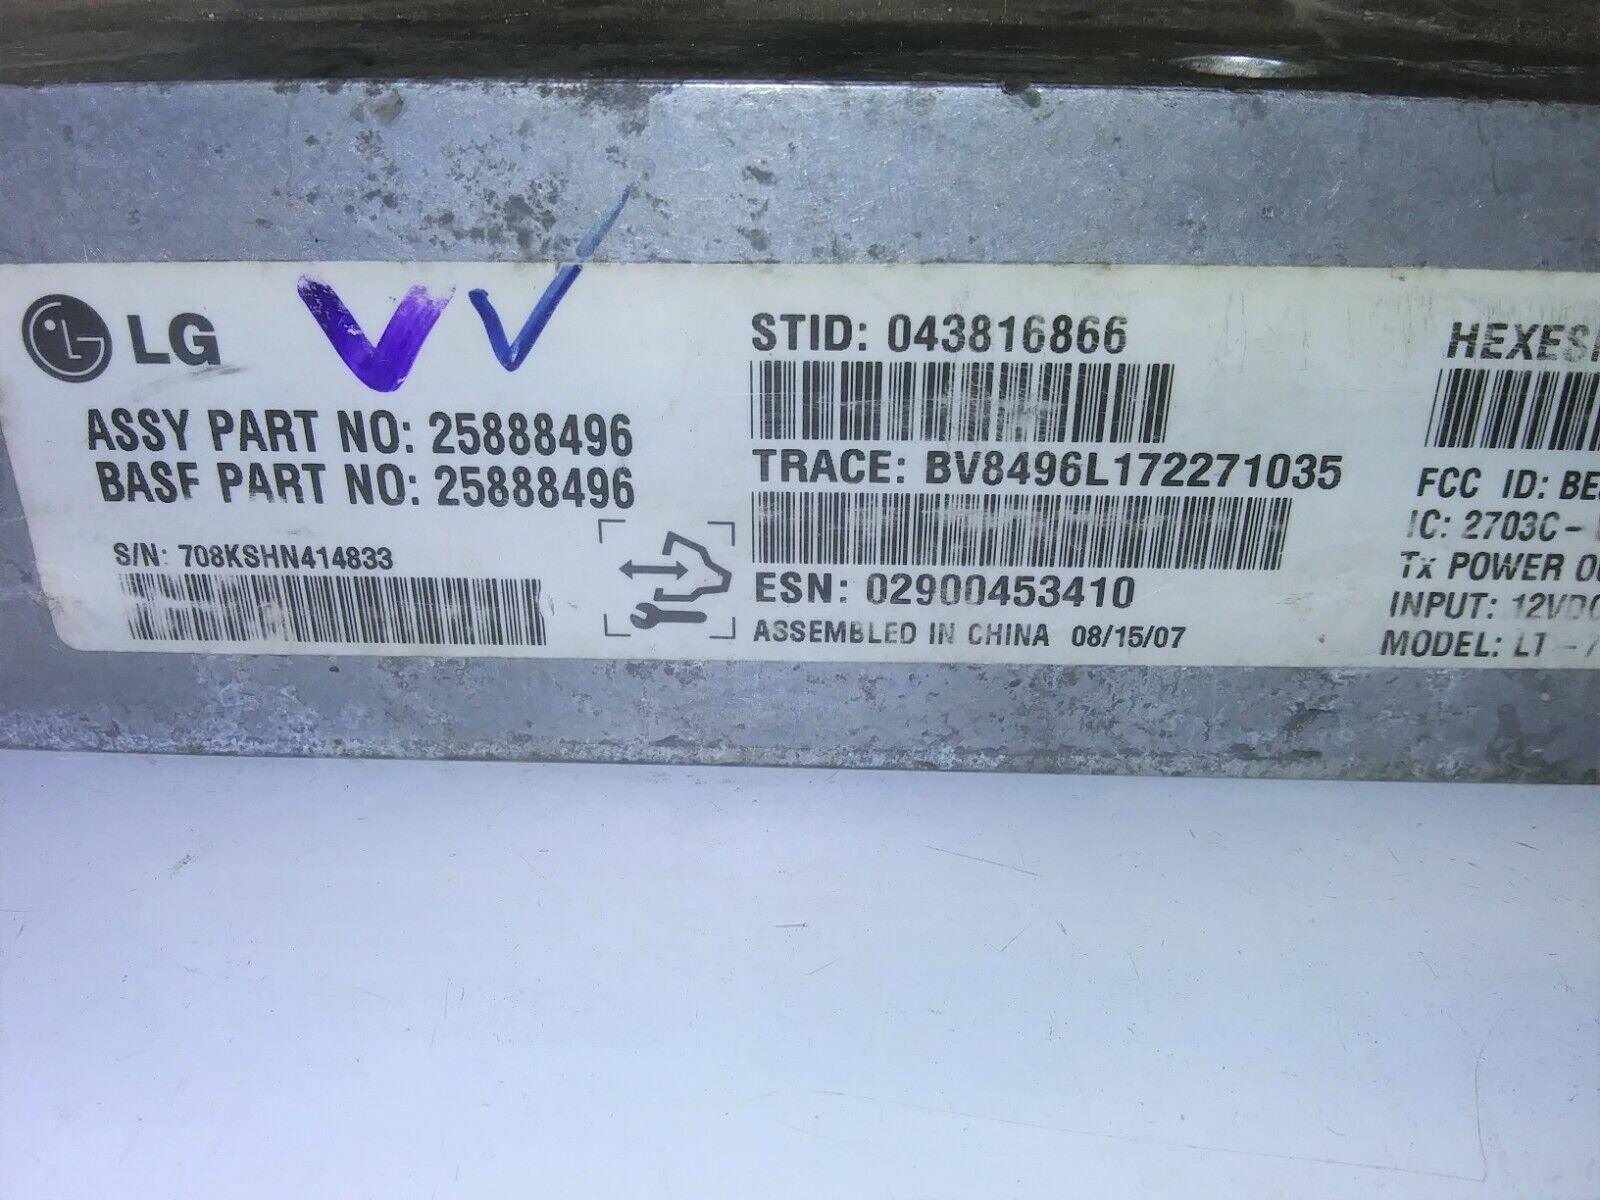 LG
ASSY PART NO: 25888496
BASE PART NO: 25888496
S/N: 708KSHN414833
STID: 043816866
TRACE: BV8496L172271035
ESN: 02900453410
ASSEMBLED IN CHINA 08/15/07
FCC ID:
IC: 2703C-
Tx POWER
INPUT:
MODEL: